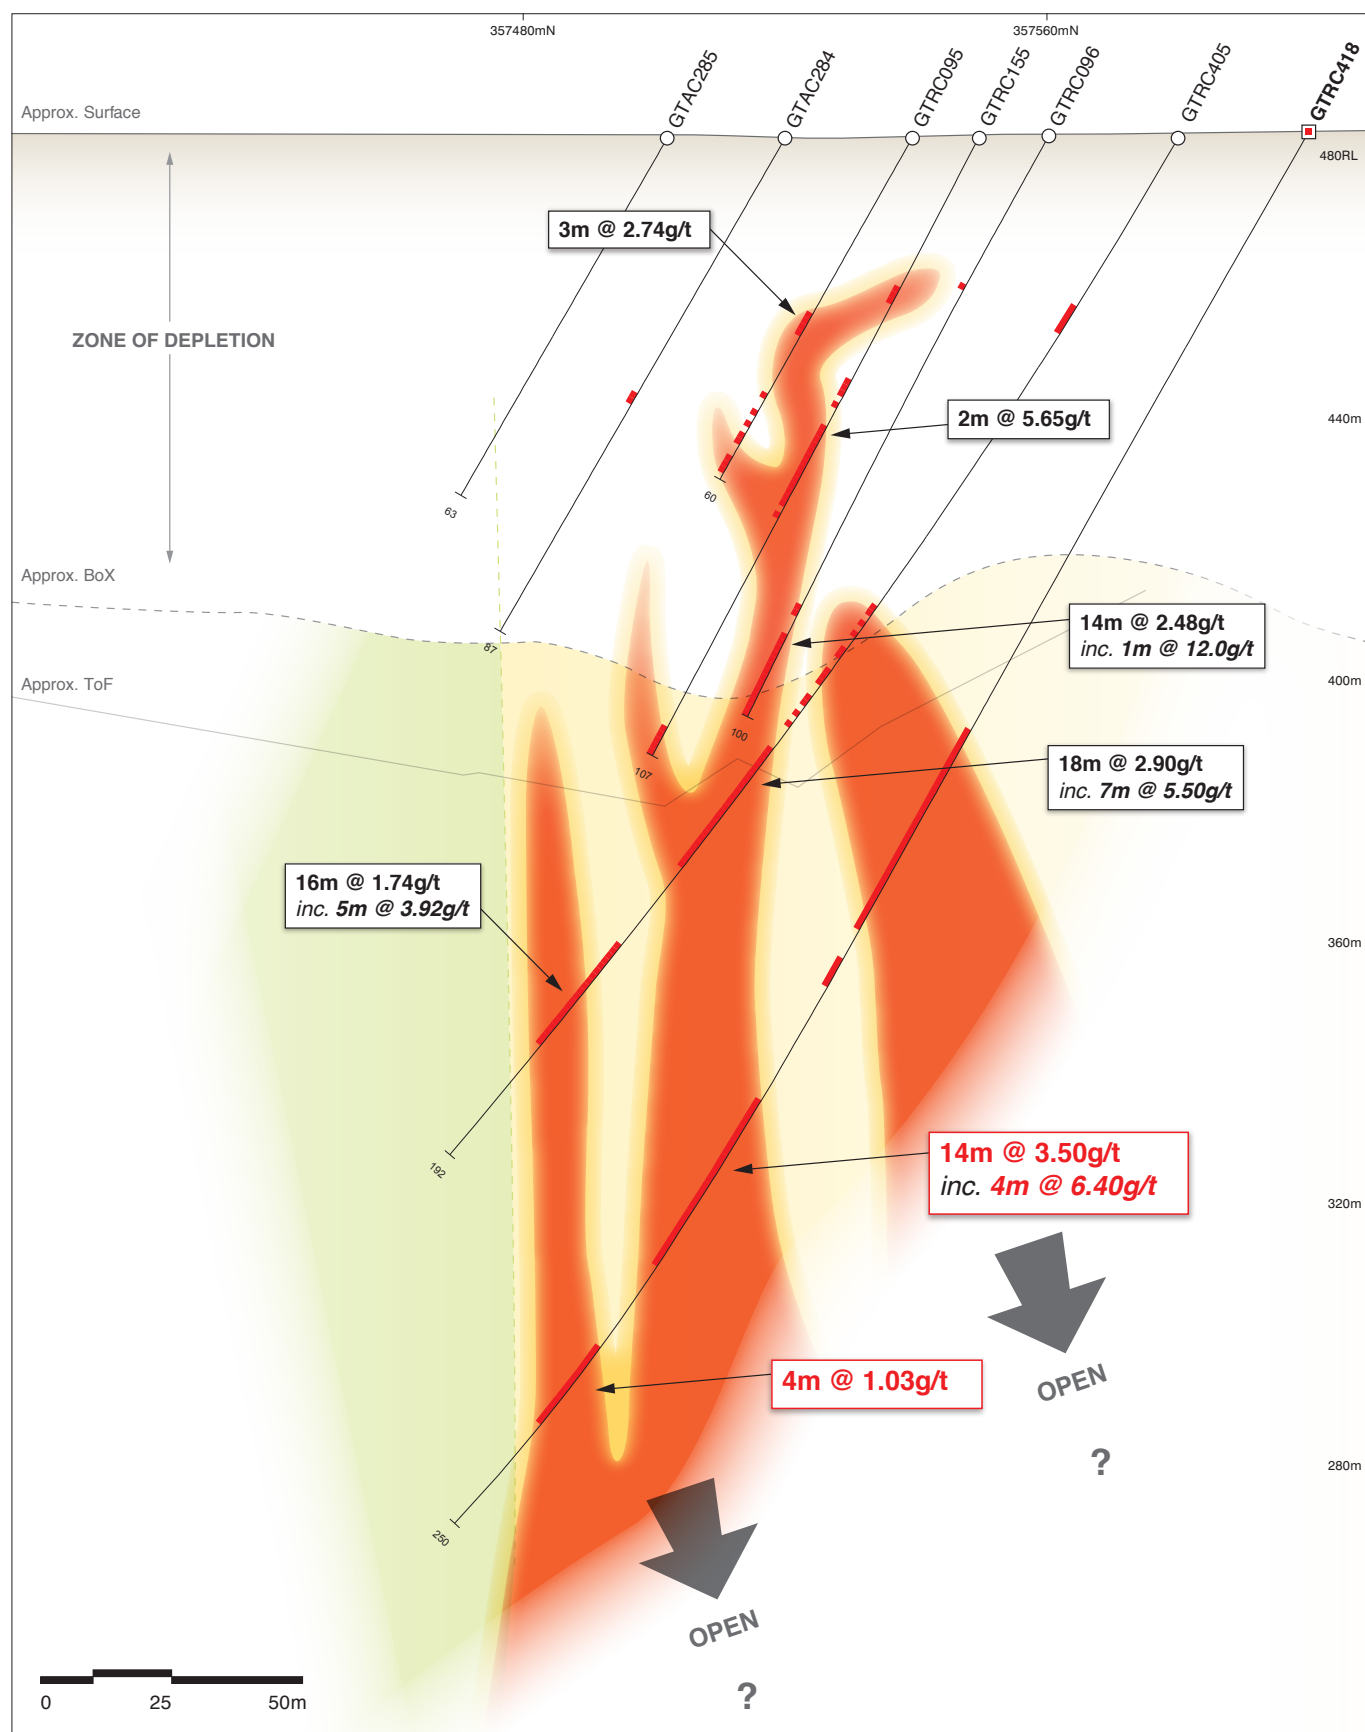 357480mN
357560mN
GTAC285
GTAC284
GTRC095
GTRC155
GTRC096
GTRC405
GTRC418
Approx. Surface
480RL
3m @ 2.74g/t
ZONE OF DEPLETION
2m @ 5.65g/t
440m
60
63
Approx. BoX
14m @ 2.48g/t
inc. 1m @ 12.0g/t
87
Approx. ToF
400m
100
107
18m @ 2.90g/t
inc. 7m @ 5.50g/t
16m @ 1.74g/t
inc. 5m @ 3.92g/t
360m
192
14m @ 3.50g/t
inc. 4m @ 6.40g/t
320m
4m @ 1.03g/t
OPEN
?
280m
250
OPEN
?
0 25 50m